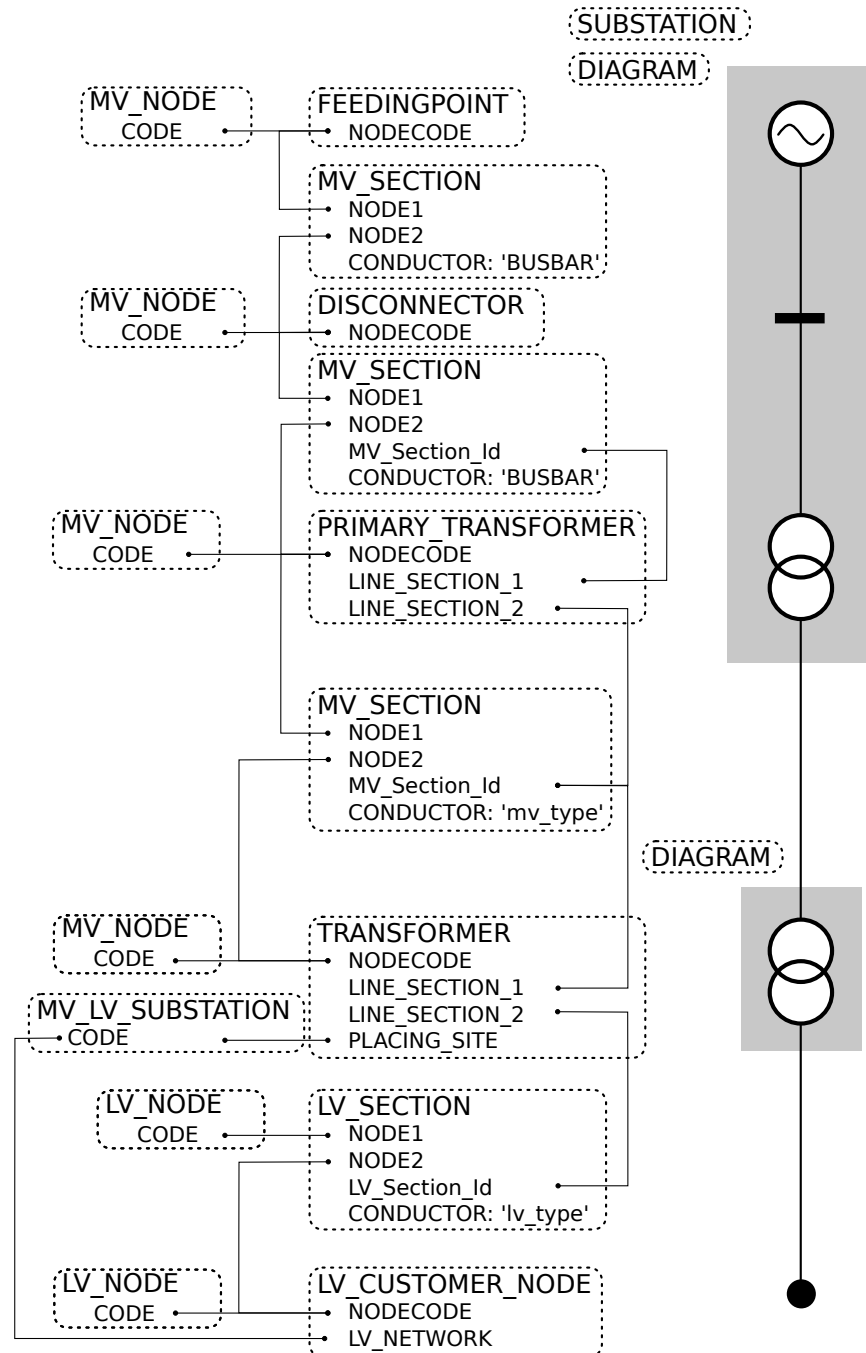 SUBSTATION
DIAGRAM
MV_NODE
CODE
FEEDINGPOINT
NODECODE
MV_SECTION
NODE1
NODE2
CONDUCTOR: 'BUSBAR'
MV_NODE
CODE
DISCONNECTOR
NODECODE
MV_SECTION
NODE1
NODE2
MV_Section_Id
CONDUCTOR: 'BUSBAR'
MV_NODE
CODE
PRIMARY_TRANSFORMER
NODECODE
LINE_SECTION_1
LINE_SECTION_2
MV_SECTION
NODE1
NODE2
MV_Section_Id
CONDUCTOR: 'mv_type'
DIAGRAM
MV_NODE
CODE
TRANSFORMER
NODECODE
LINE_SECTION_1
LINE_SECTION_2
PLACING_SITE
MV_LV_SUBSTATION
CODE
LV_NODE
CODE
LV_SECTION
NODE1
NODE2
LV_Section_Id
CONDUCTOR: 'lv_type'
LV_NODE
CODE
LV_CUSTOMER_NODE
NODECODE
LV_NETWORK